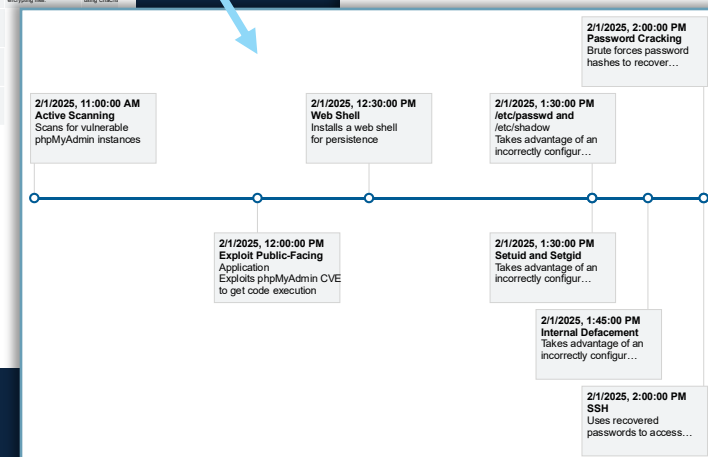 encrypting files.
using ChaCha
2/1/2025, 2:00:00 PM
Password Cracking
Brute forces password
hashes to recover…
2/1/2025, 11:00:00 AM
Active Scanning
Scans for vulnerable
phpMyAdmin instances
2/1/2025, 12:30:00 PM
Web Shell
Installs a web shell
for persistence
2/1/2025, 1:30:00 PM
/etc/passwd and
/etc/shadow
Takes advantage of an
incorrectly configur…
2/1/2025, 12:00:00 PM
Exploit Public-Facing
Application
Exploits phpMyAdmin CVE
to get code execution
2/1/2025, 1:30:00 PM
Setuid and Setgid
Takes advantage of an
incorrectly configur…
2/1/2025, 1:45:00 PM
Internal Defacement
Takes advantage of an
incorrectly configur…
2/1/2025, 2:00:00 PM
SSH
Uses recovered
passwords to access…